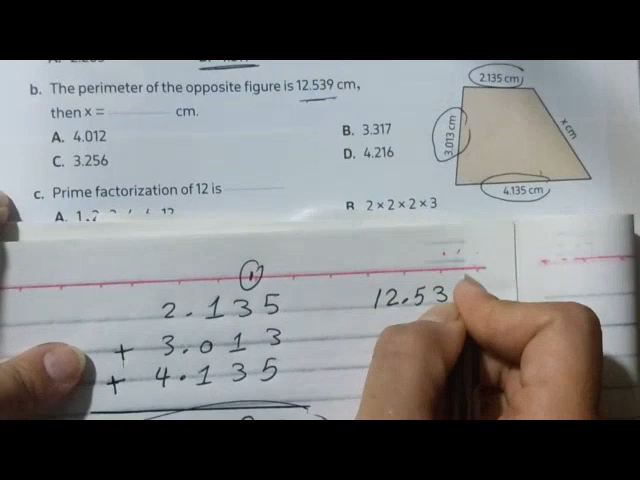 b. The perimeter of the opposite figure is 12.539 cm,
then x = cm.
A. 4.012
B. 3.317
C. 3.256
D. 4.216
2.135 cm
3.013 cm
x cm
4.135 cm
c. Prime factorization of 12 is
A. 1, 2
B 2 × 2 × 2 × 3
1
2.135
+ 3.013
+ 4.135
12.53